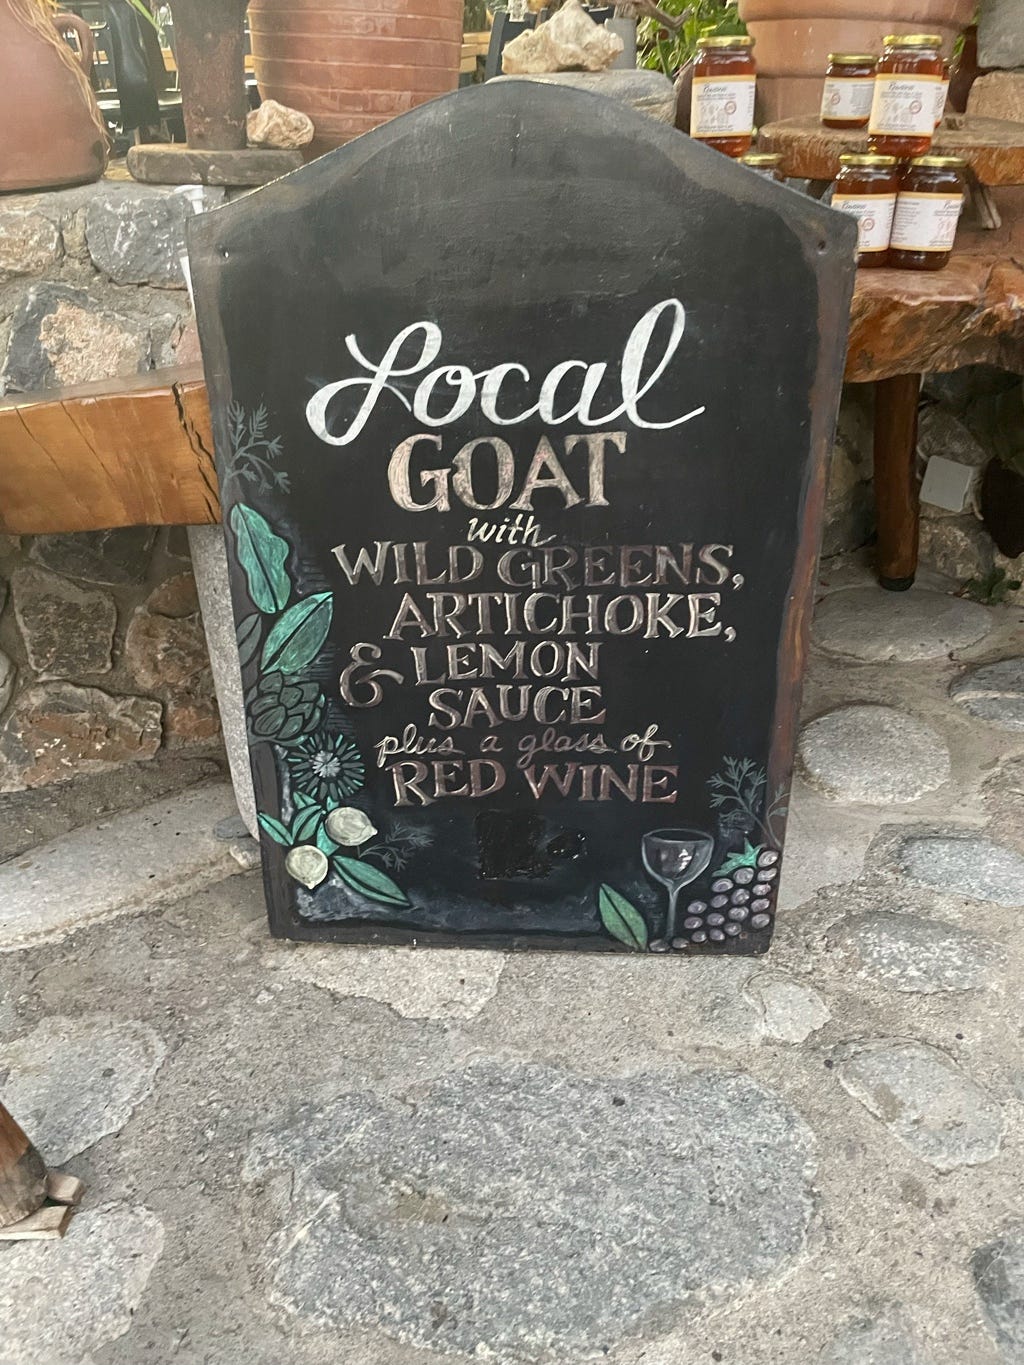 Local
GOAT
with
WILD GREENS,
ARTICHOKE,
& LEMON
SAUCE
plus a glass of
RED WINE